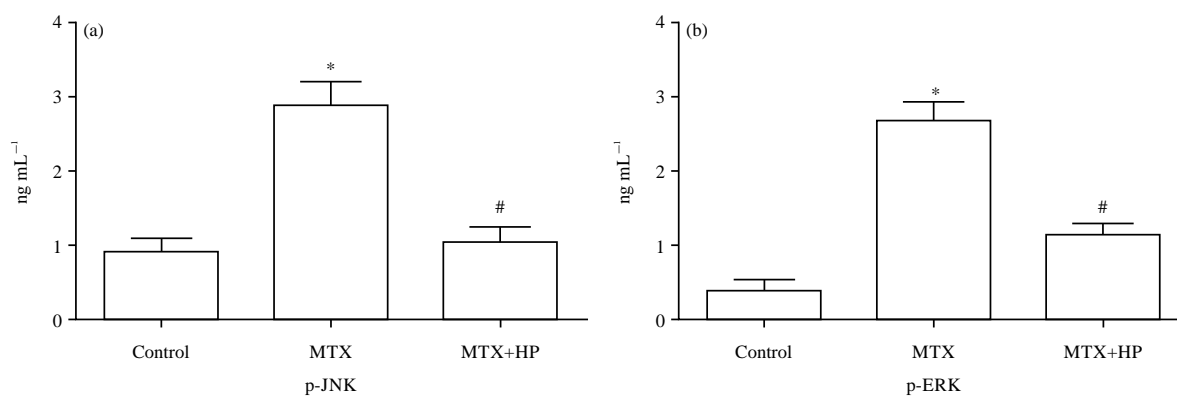 (a)
4
3
2
1
0
ng mL⁻¹
*
#
Control MTX MTX+HP
p-JNK
(b)
4
3
2
1
0
ng mL⁻¹
*
#
Control MTX MTX+HP
p-ERK